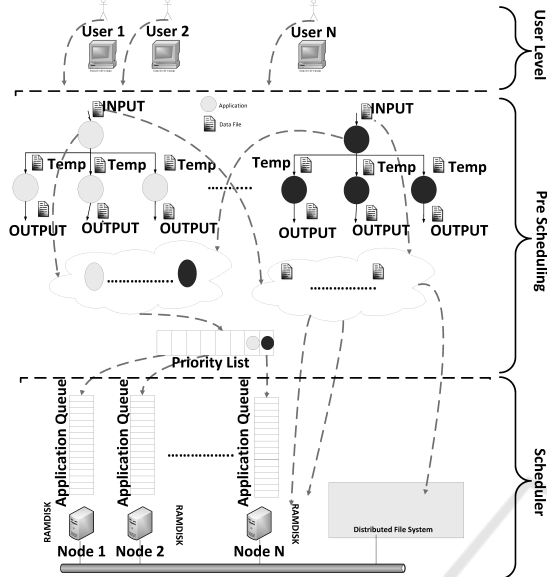 User 1
User 2
User N
User Level
INPUT
Application
Data File
INPUT
Temp
Temp
Temp
Temp
Temp
Temp
OUTPUT
OUTPUT
OUTPUT
OUTPUT
OUTPUT
OUTPUT
Pre Scheduling
Priority List
Application Queue
Application Queue
Application Queue
Scheduler
RAMDISK
RAMDISK
RAMDISK
Distributed File System
Node 1
Node 2
Node N